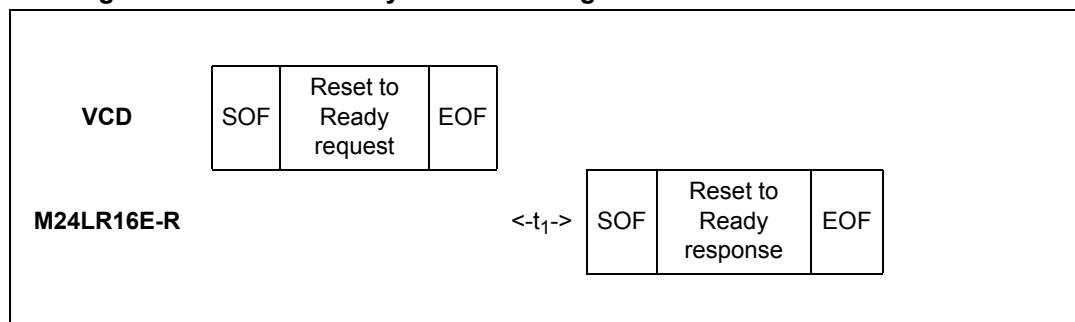 VCD
SOF
Reset to
Ready
request
EOF
M24LR16E-R
<-t1->
SOF
Reset to
Ready
response
EOF